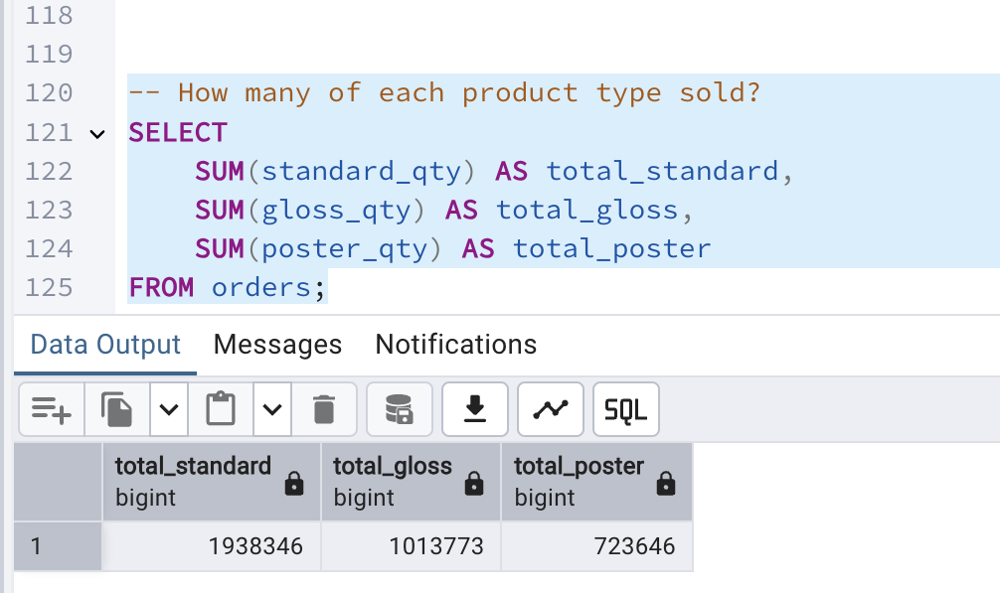 118
119
120 -- How many of each product type sold?
121 SELECT
122 SUM(standard_qty) AS total_standard,
123 SUM(gloss_qty) AS total_gloss,
124 SUM(poster_qty) AS total_poster
125 FROM orders;
Data Output Messages Notifications
SQL
total_standard total_gloss total_poster
bigint bigint bigint
1 1938346 1013773 723646